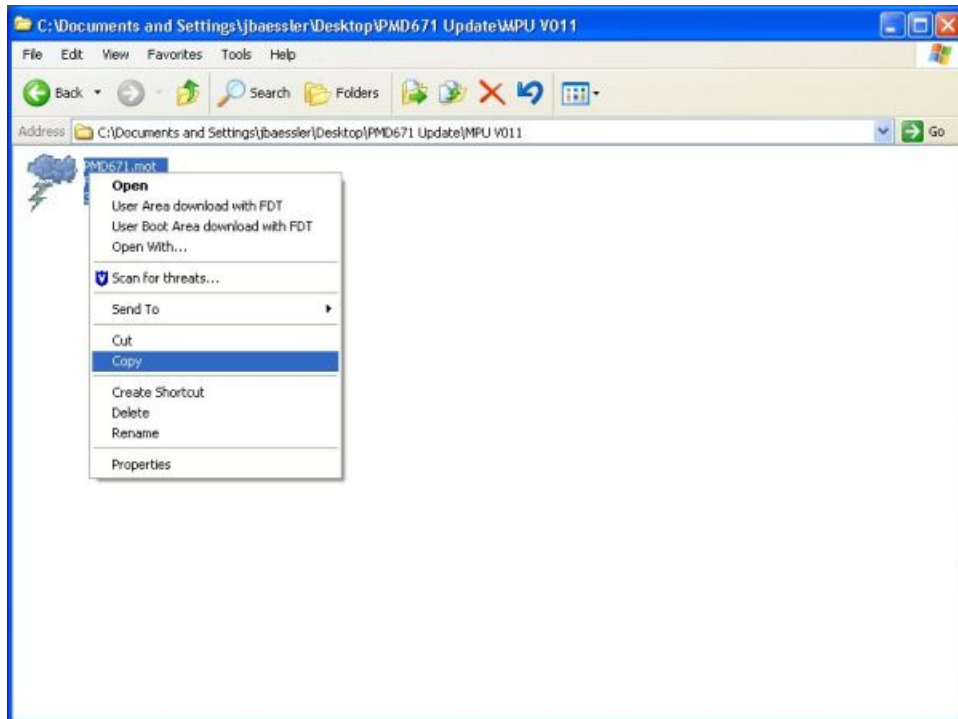 C:\Documents and Settings\jbaessler\Desktop\PMD671 Update\MPU V011
File Edit View Favorites Tools Help
Back Search Folders
Address C:\Documents and Settings\jbaessler\Desktop\PMD671 Update\MPU V011 Go
PMD671.mot
Open
User Area download with FDT
User Boot Area download with FDT
Open With...
Scan for threats...
Send To
Cut
Copy
Create Shortcut
Delete
Rename
Properties